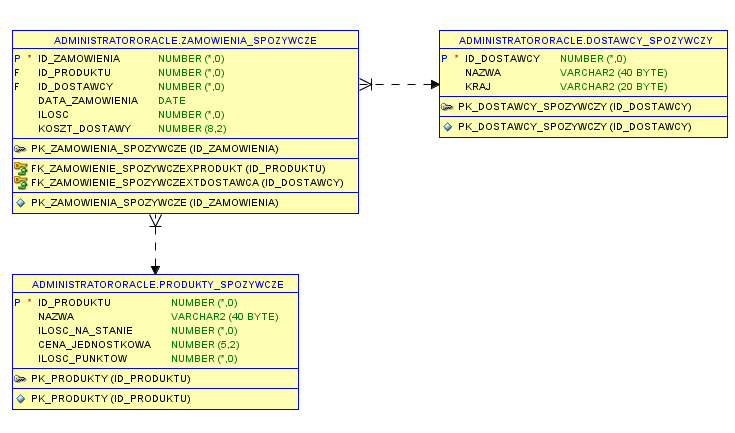 ADMINISTRATORORACLE.ZAMOWIENIA_SPOZYWCZE
P * ID_ZAMOWIENIA NUMBER (*,0)
F ID_PRODUKTU NUMBER (*,0)
F ID_DOSTAWCY NUMBER (*,0)
DATA_ZAMOWIENIA DATE
ILOSC NUMBER (*,0)
KOSZT_DOSTAWY NUMBER (8,2)
PK_ZAMOWIENIA_SPOZYWCZE (ID_ZAMOWIENIA)
FK_ZAMOWIENIE_SPOZYWCZEXPRODUKT (ID_PRODUKTU)
FK_ZAMOWIENIE_SPOZYWCZEXTDOSTAWCA (ID_DOSTAWCY)
PK_ZAMOWIENIA_SPOZYWCZE (ID_ZAMOWIENIA)
ADMINISTRATORORACLE.DOSTAWCY_SPOZYWCZY
P * ID_DOSTAWCY NUMBER (*,0)
NAZWA VARCHAR2 (40 BYTE)
KRAJ VARCHAR2 (20 BYTE)
PK_DOSTAWCY_SPOZYWCZY (ID_DOSTAWCY)
PK_DOSTAWCY_SPOZYWCZY (ID_DOSTAWCY)
ADMINISTRATORORACLE.PRODUKTY_SPOZYWCZE
P * ID_PRODUKTU NUMBER (*,0)
NAZWA VARCHAR2 (40 BYTE)
ILOSC_NA_STANIE NUMBER (*,0)
CENA_JEDNOSTKOWA NUMBER (5,2)
ILOSC_PUNKTOW NUMBER (*,0)
PK_PRODUKTY (ID_PRODUKTU)
PK_PRODUKTY (ID_PRODUKTU)